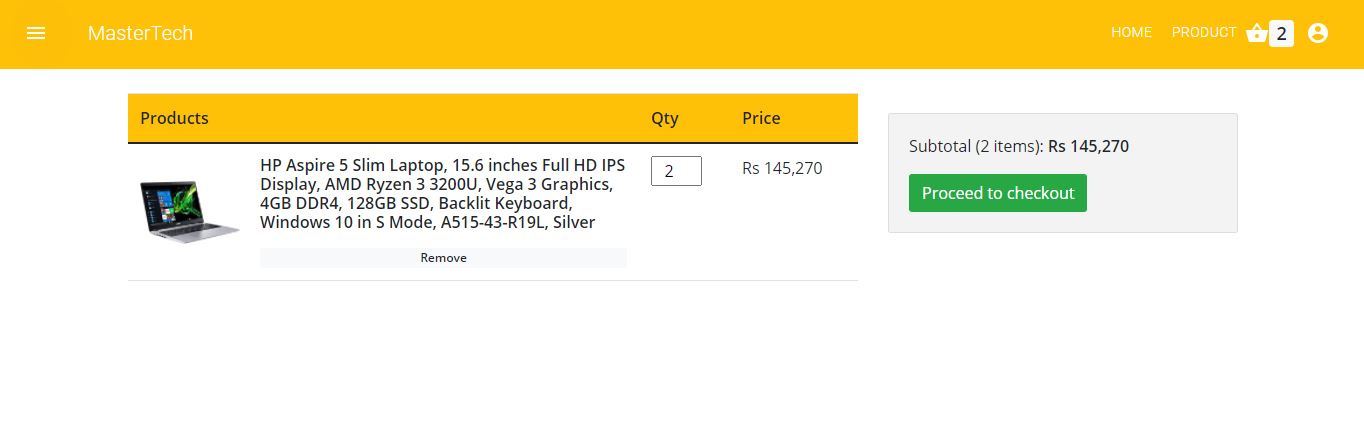 MasterTech
HOME PRODUCT 2
Products Qty Price
HP Aspire 5 Slim Laptop, 15.6 inches Full HD IPS
Display, AMD Ryzen 3 3200U, Vega 3 Graphics,
4GB DDR4, 128GB SSD, Backlit Keyboard,
Windows 10 in S Mode, A515-43-R19L, Silver
Remove
2
Rs 145,270
Subtotal (2 items): Rs 145,270
Proceed to checkout